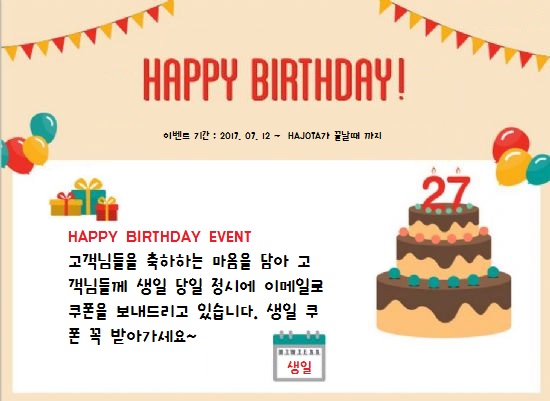 HAPPY BIRTHDAY!
이벤트 기간 : 2017. 07. 12 ~ HAJOTA가 끝날때 까지
27
HAPPY BIRTHDAY EVENT
고객님들을 축하하는 마음을 담아 고
객님들께 생일 당일 정시에 이메일로
쿠폰을 보내드리고 있습니다. 생일 쿠
폰 꼭 받아가세요~
생일